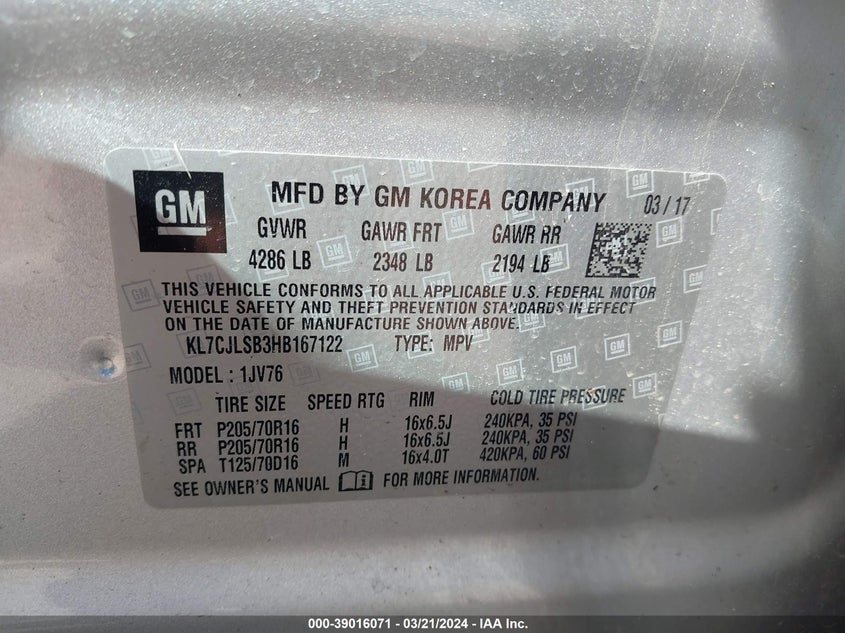 GM MFD BY GM KOREA COMPANY 03 / 17
GVWR GAWR FRT GAWR RR
4286 LB 2348 LB 2194 LB
THIS VEHICLE CONFORMS TO ALL APPLICABLE U.S. FEDERAL MOTOR
VEHICLE SAFETY AND THEFT PREVENTION STANDARDS IN EFFECT
ON THE DATE OF MANUFACTURE SHOWN ABOVE.
KL7CJLSB3HB167122 TYPE: MPV
MODEL : 1JV76
TIRE SIZE SPEED RTG RIM COLD TIRE PRESSURE
FRT P205/70R16 H 16x6.5J 240KPA, 35 PSI
RR P205/70R16 H 16x6.5J 240KPA, 35 PSI
SPA T125/70D16 M 16x4.0T 420KPA, 60 PSI
SEE OWNER'S MANUAL FOR MORE INFORMATION.
000-39016071 - 03/21/2024 - IAA Inc.